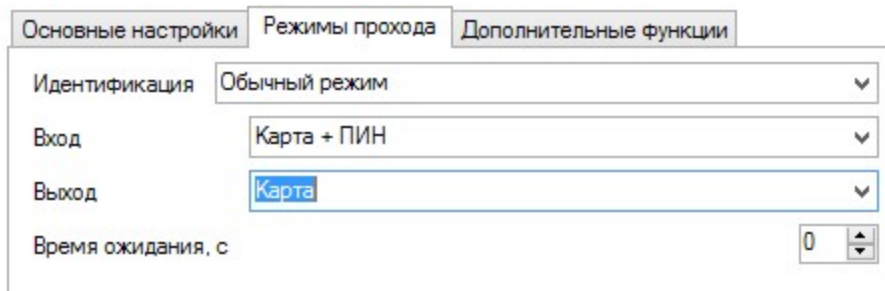 Основные настройки Режимы прохода Дополнительные функции
Идентификация Обычный режим
Вход Карта + ПИН
Выход Карта
Время ожидания, с 0